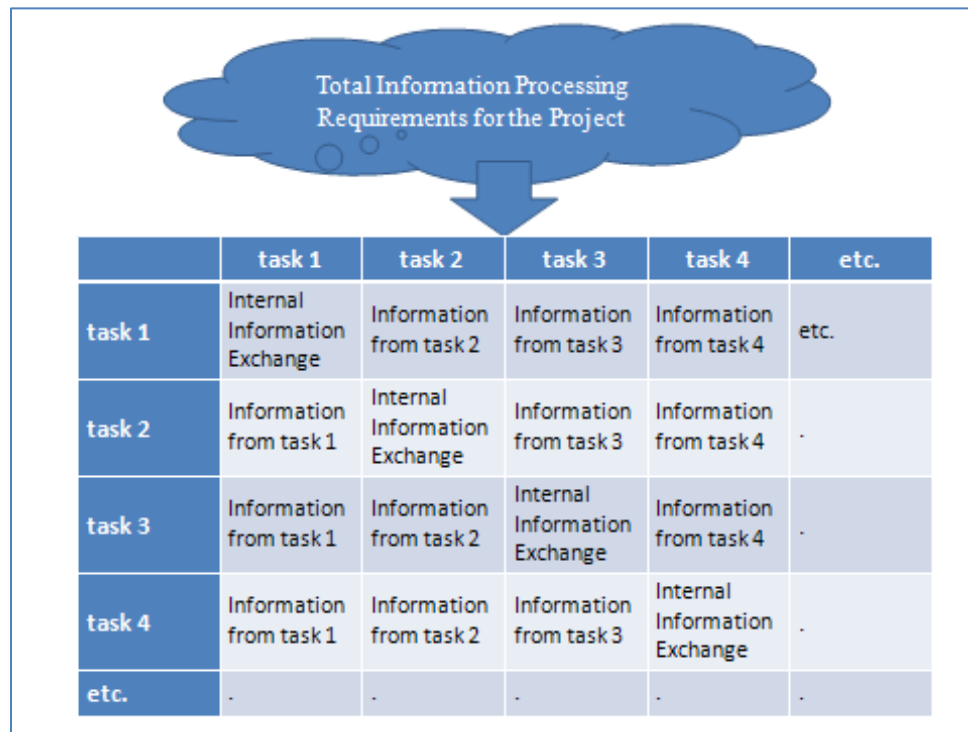 Total Information Processing
Requirements for the Project
task 1 task 2 task 3 task 4 etc.
task 1
Internal
Information
Exchange
Information
from task 2
Information
from task 3
Information
from task 4
etc.
task 2
Information
from task 1
Internal
Information
Exchange
Information
from task 3
Information
from task 4
.
task 3
Information
from task 1
Information
from task 2
Internal
Information
Exchange
Information
from task 4
.
task 4
Information
from task 1
Information
from task 2
Information
from task 3
Internal
Information
Exchange
.
etc. . . . . .